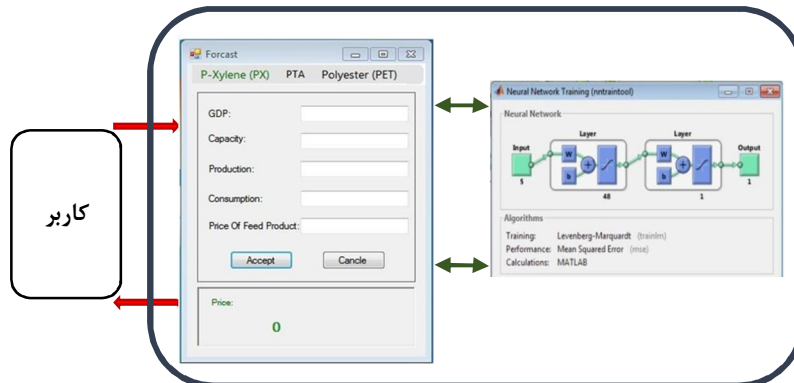 کاربر
Forcast
P-Xylene (PX) PTA Polyester (PET)
GDP:
Capacity:
Production:
Consumption:
Price Of Feed Product:
Accept Cancle
Price:
0
Neural Network Training (nntraintool)
Neural Network
Layer Layer
Input Output
W W
b b
5 1
48 1
Algorithms
Training: Levenberg-Marquardt (trainlm)
Performance: Mean Squared Error (mse)
Calculations: MATLAB